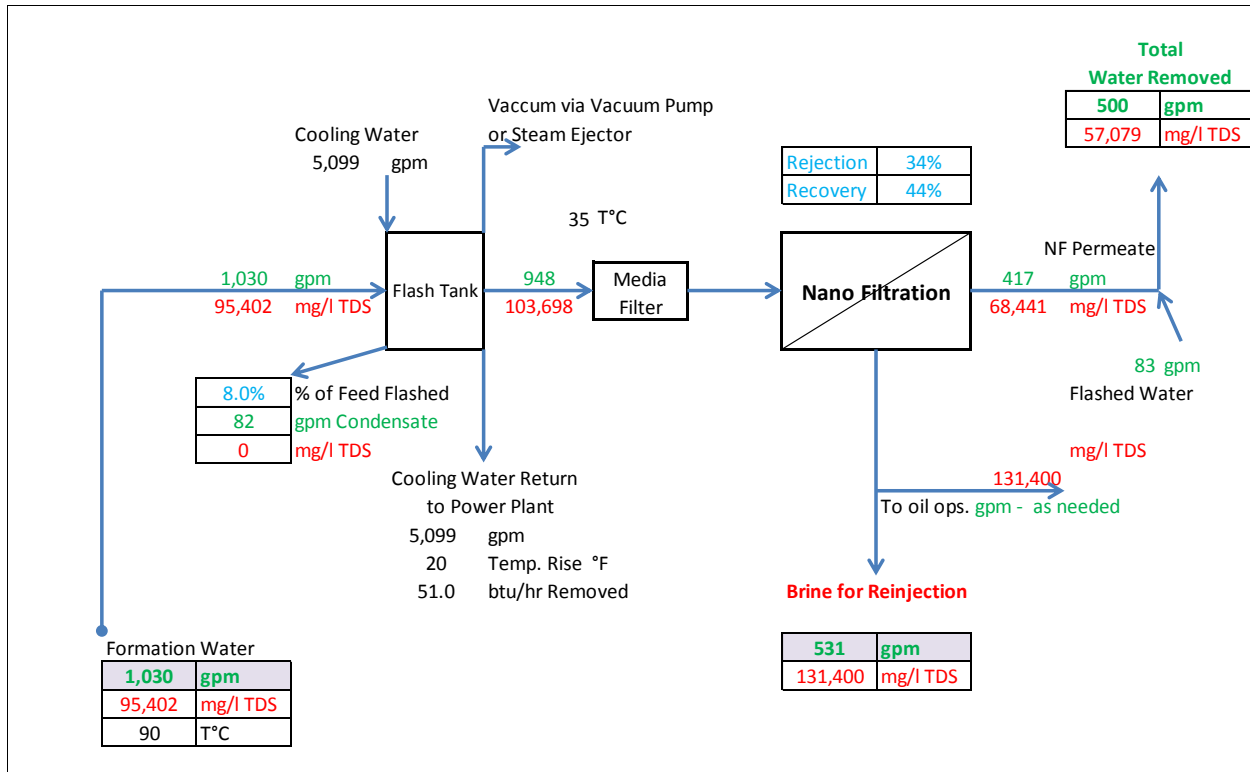 Total
Water Removed
500 gpm
57,079 mg/l TDS
Vaccum via Vacuum Pump
or Steam Ejector
Cooling Water
5,099 gpm
Rejection 34%
Recovery 44%
35 T°C
1,030 gpm
95,402 mg/l TDS
Flash Tank
948
103,698
Media
Filter
Nano Filtration
NF Permeate
417 gpm
68,441 mg/l TDS
83 gpm
Flashed Water
8.0% % of Feed Flashed
82 gpm Condensate
0 mg/l TDS
mg/l TDS
131,400
To oil ops. gpm - as needed
Cooling Water Return
to Power Plant
5,099 gpm
20 Temp. Rise °F
51.0 btu/hr Removed
Brine for Reinjection
531 gpm
131,400 mg/l TDS
Formation Water
1,030 gpm
95,402 mg/l TDS
90 T°C